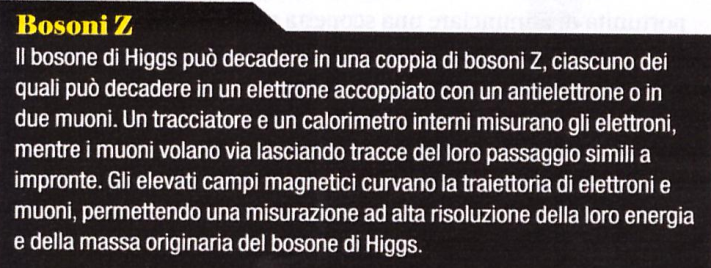 Bosoni Z
Il bosone di Higgs può decadere in una coppia di bosoni Z, ciascuno dei
quali può decadere in un elettrone accoppiato con un antielettrone o in
due muoni. Un tracciatore e un calorimetro interni misurano gli elettroni,
mentre i muoni volano via lasciando tracce del loro passaggio simili a
impronte. Gli elevati campi magnetici curvano la traiettoria di elettroni e
muoni, permettendo una misurazione ad alta risoluzione della loro energia
e della massa originaria del bosone di Higgs.